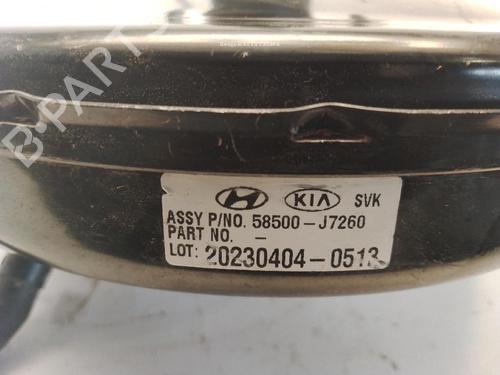 KIA SVK
ASSY P/NO. 58500-J7260
PART NO. -
LOT: 20230404-0513
B-PARTS